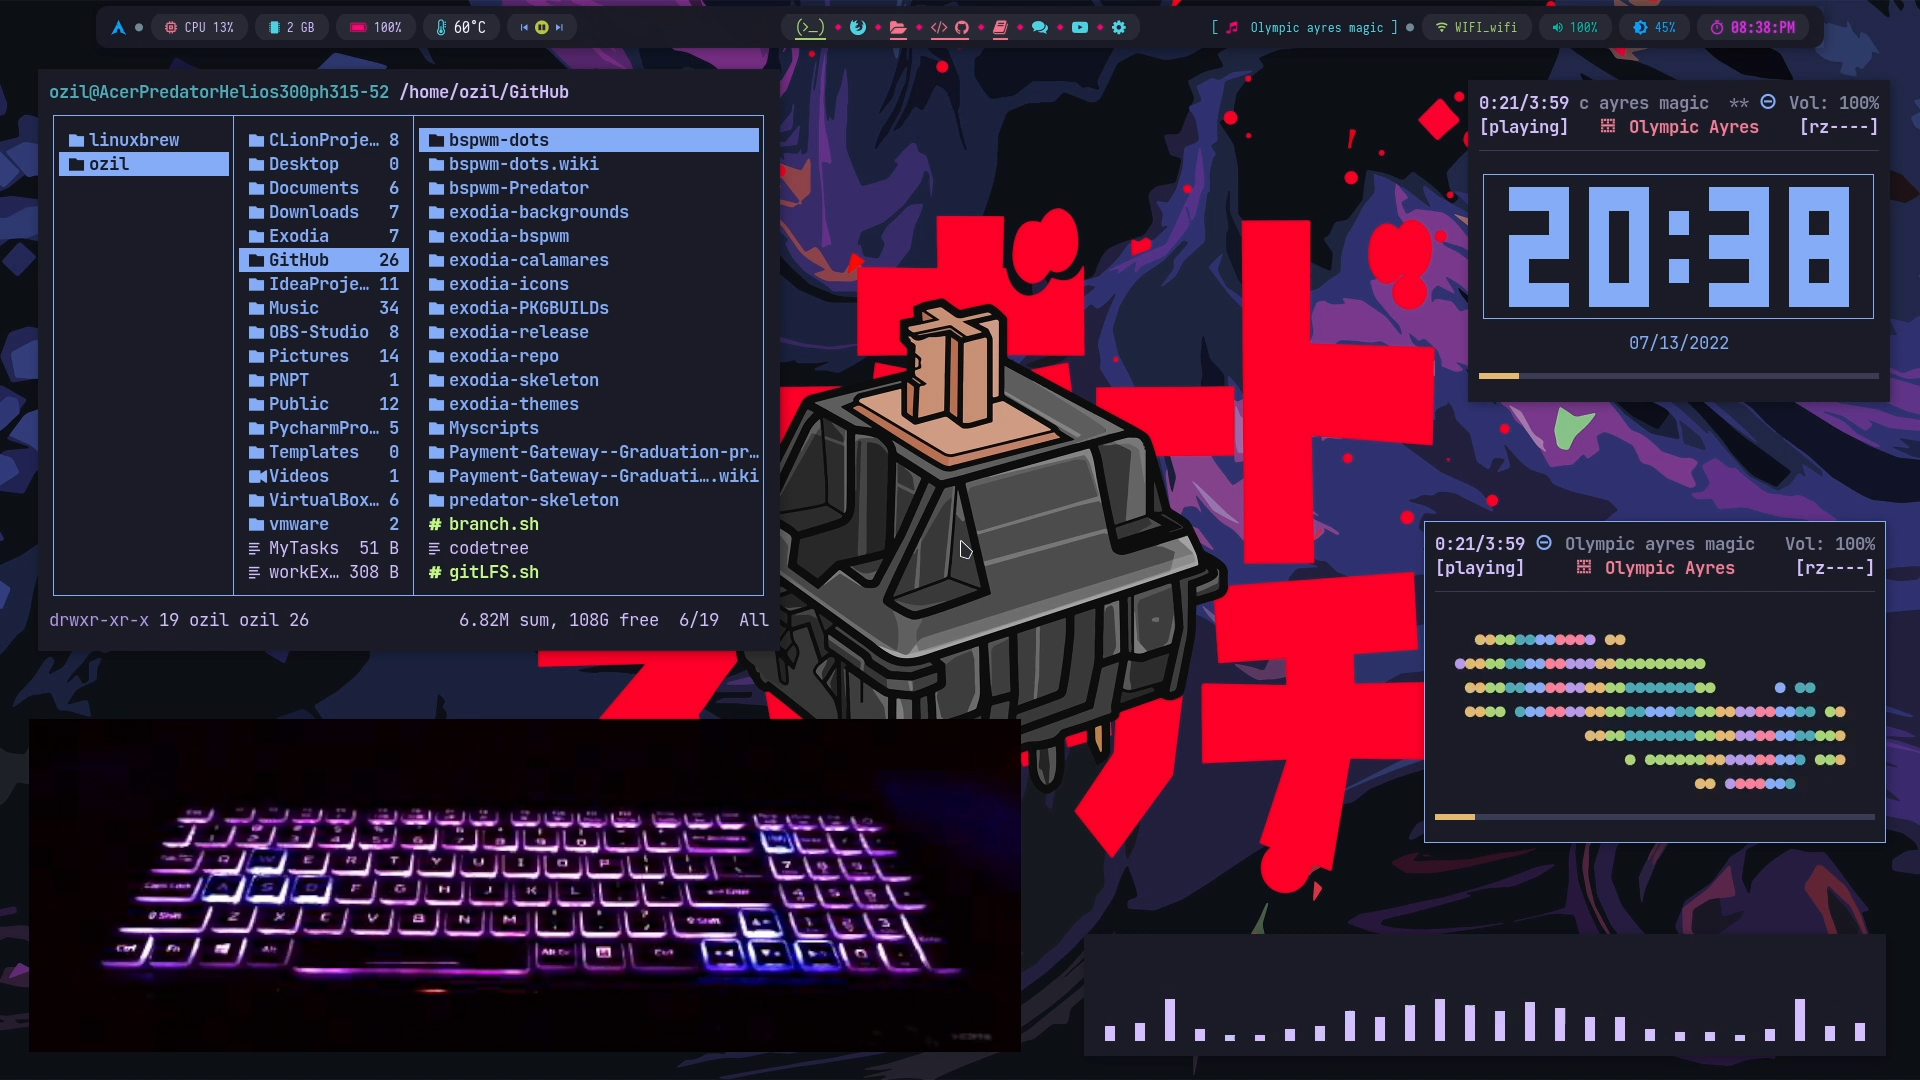 CPU 13% 2 GB 100% 60°C
(>_) </>
[ Olympic ayres magic ] WIFI_wifi 100% 45% 08:38:PM
ozil@AcerPredatorHelios300ph315-52 /home/ozil/GitHub
linuxbrew
ozil
CLionProje… 8
Desktop 0
Documents 6
Downloads 7
Exodia 7
GitHub 26
IdeaProje… 11
Music 34
OBS-Studio 8
Pictures 14
PNPT 1
Public 12
PycharmPro… 5
Templates 0
Videos 1
VirtualBox… 6
vmware 2
MyTasks 51 B
workEx… 308 B
bspwm-dots
bspwm-dots.wiki
bspwm-Predator
exodia-backgrounds
exodia-bspwm
exodia-calamares
exodia-icons
exodia-PKGBUILDs
exodia-release
exodia-repo
exodia-skeleton
exodia-themes
Myscripts
Payment-Gateway--Graduation-pr…
Payment-Gateway--Graduati….wiki
predator-skeleton
# branch.sh
codetree
# gitLFS.sh
drwxr-xr-x 19 ozil ozil 26 6.82M sum, 108G free 6/19 All
0:21/3:59 c ayres magic ** Vol: 100%
[playing] Olympic Ayres [rz----]
20:38
07/13/2022
0:21/3:59 Olympic ayres magic Vol: 100%
[playing] Olympic Ayres [rz----]
Q W E R T Y U I O P
A S D F G H J K L
Z X C V B N M
Ctrl Fn Alt Ctrl